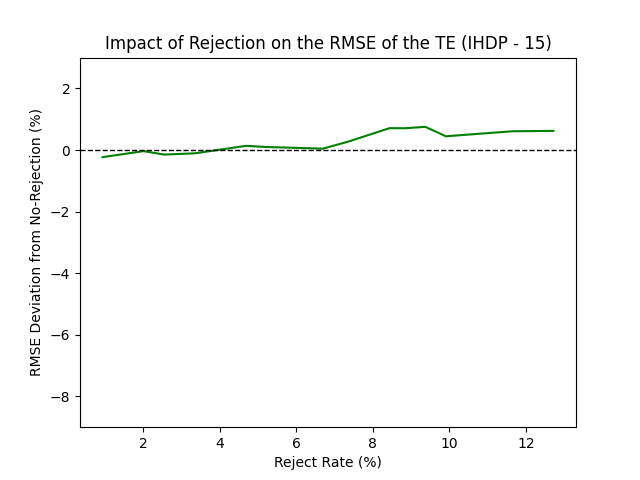 Impact of Rejection on the RMSE of the TE (IHDP - 15)
RMSE Deviation from No-Rejection (%)
2
0
−2
−4
−6
−8
2 4 6 8 10 12
Reject Rate (%)